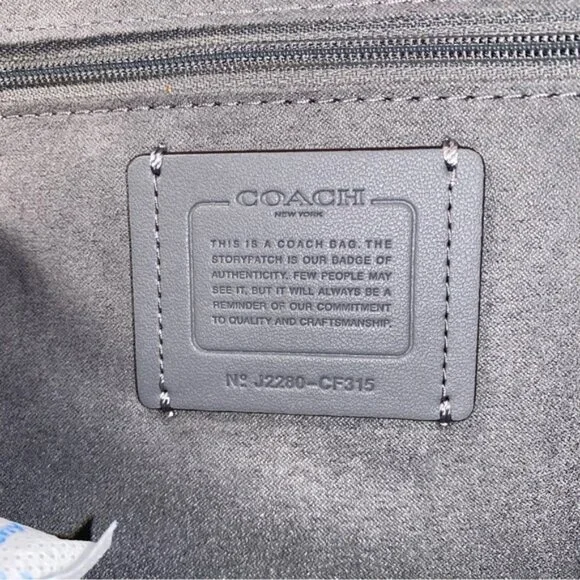 COACH
NEW YORK
THIS IS A COACH BAG. THE
STORYPATCH IS OUR BADGE OF
AUTHENTICITY. FEW PEOPLE MAY
SEE IT, BUT IT WILL ALWAYS BE A
REMINDER OF OUR COMMITMENT
TO QUALITY AND CRAFTSMANSHIP.
Nº J2280-CF315